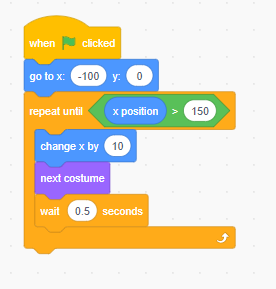 when clicked
go to x: -100 y: 0
repeat until x position > 150
change x by 10
next costume
wait 0.5 seconds